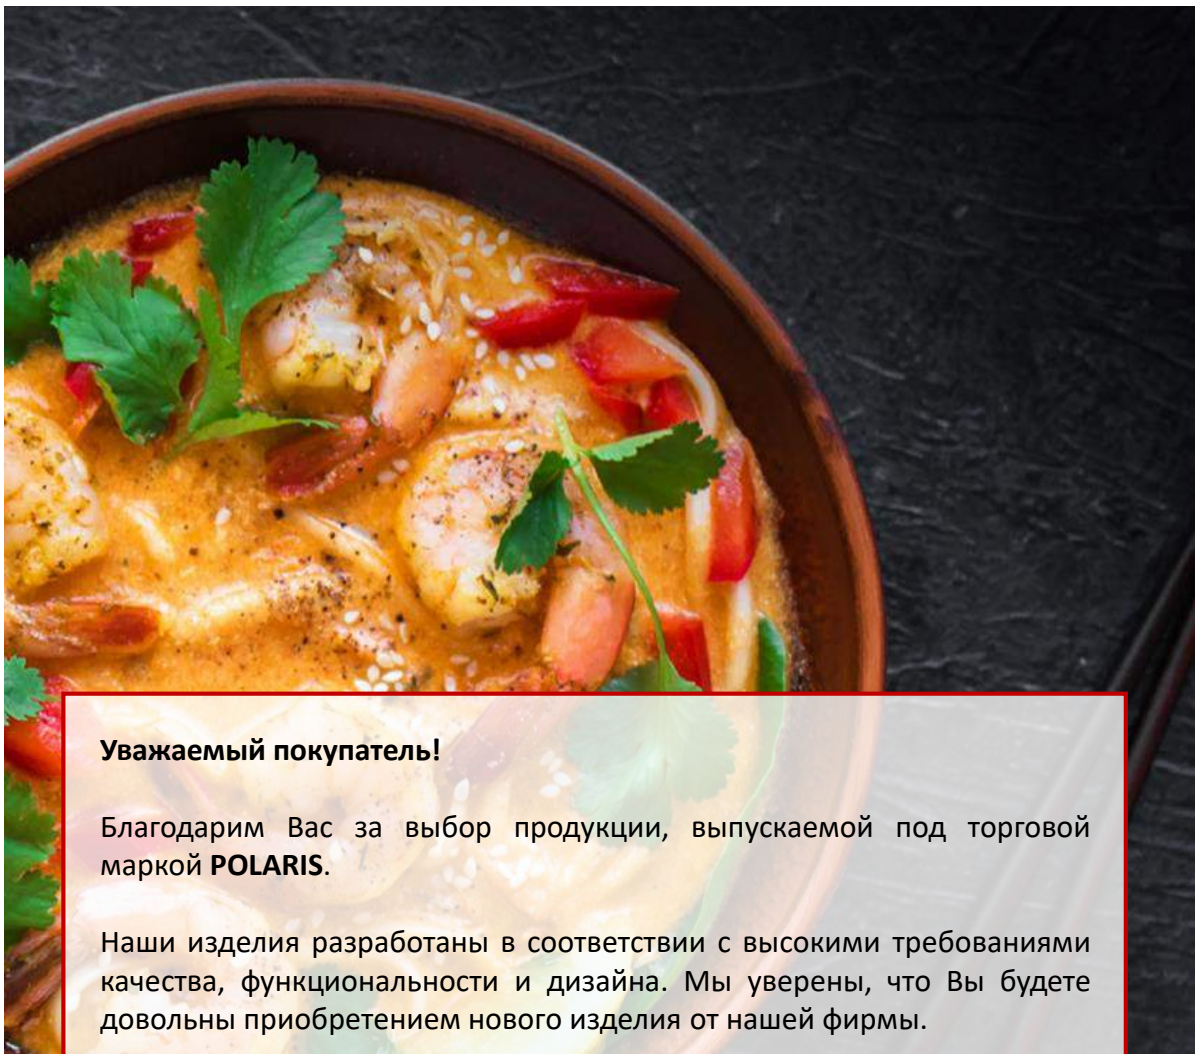 Уважаемый покупатель!
Благодарим Вас за выбор продукции, выпускаемой под торговой
маркой POLARIS.
Наши изделия разработаны в соответствии с высокими требованиями
качества, функциональности и дизайна. Мы уверены, что Вы будете
довольны приобретением нового изделия от нашей фирмы.